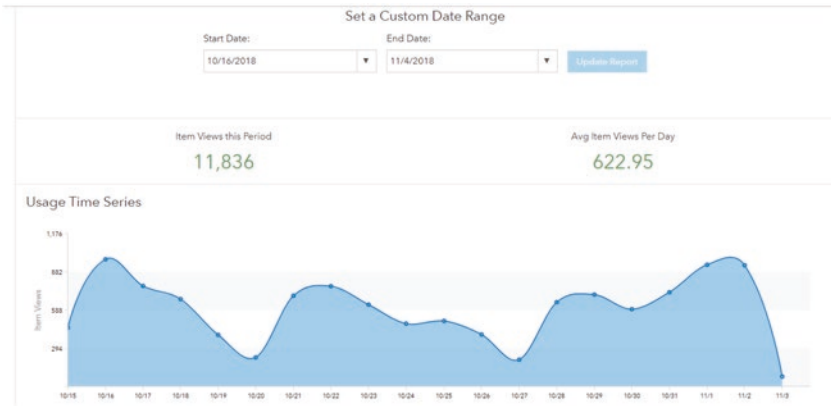 Set a Custom Date Range
Start Date: End Date:
10/16/2018 11/4/2018 Update Report
Item Views this Period Avg Item Views Per Day
11,836 622.95
Usage Time Series
1,176
882
588
294
Item Views
10/15 10/16 10/17 10/18 10/19 10/20 10/21 10/22 10/23 10/24 10/25 10/26 10/27 10/28 10/29 10/30 10/31 11/1 11/2 11/3